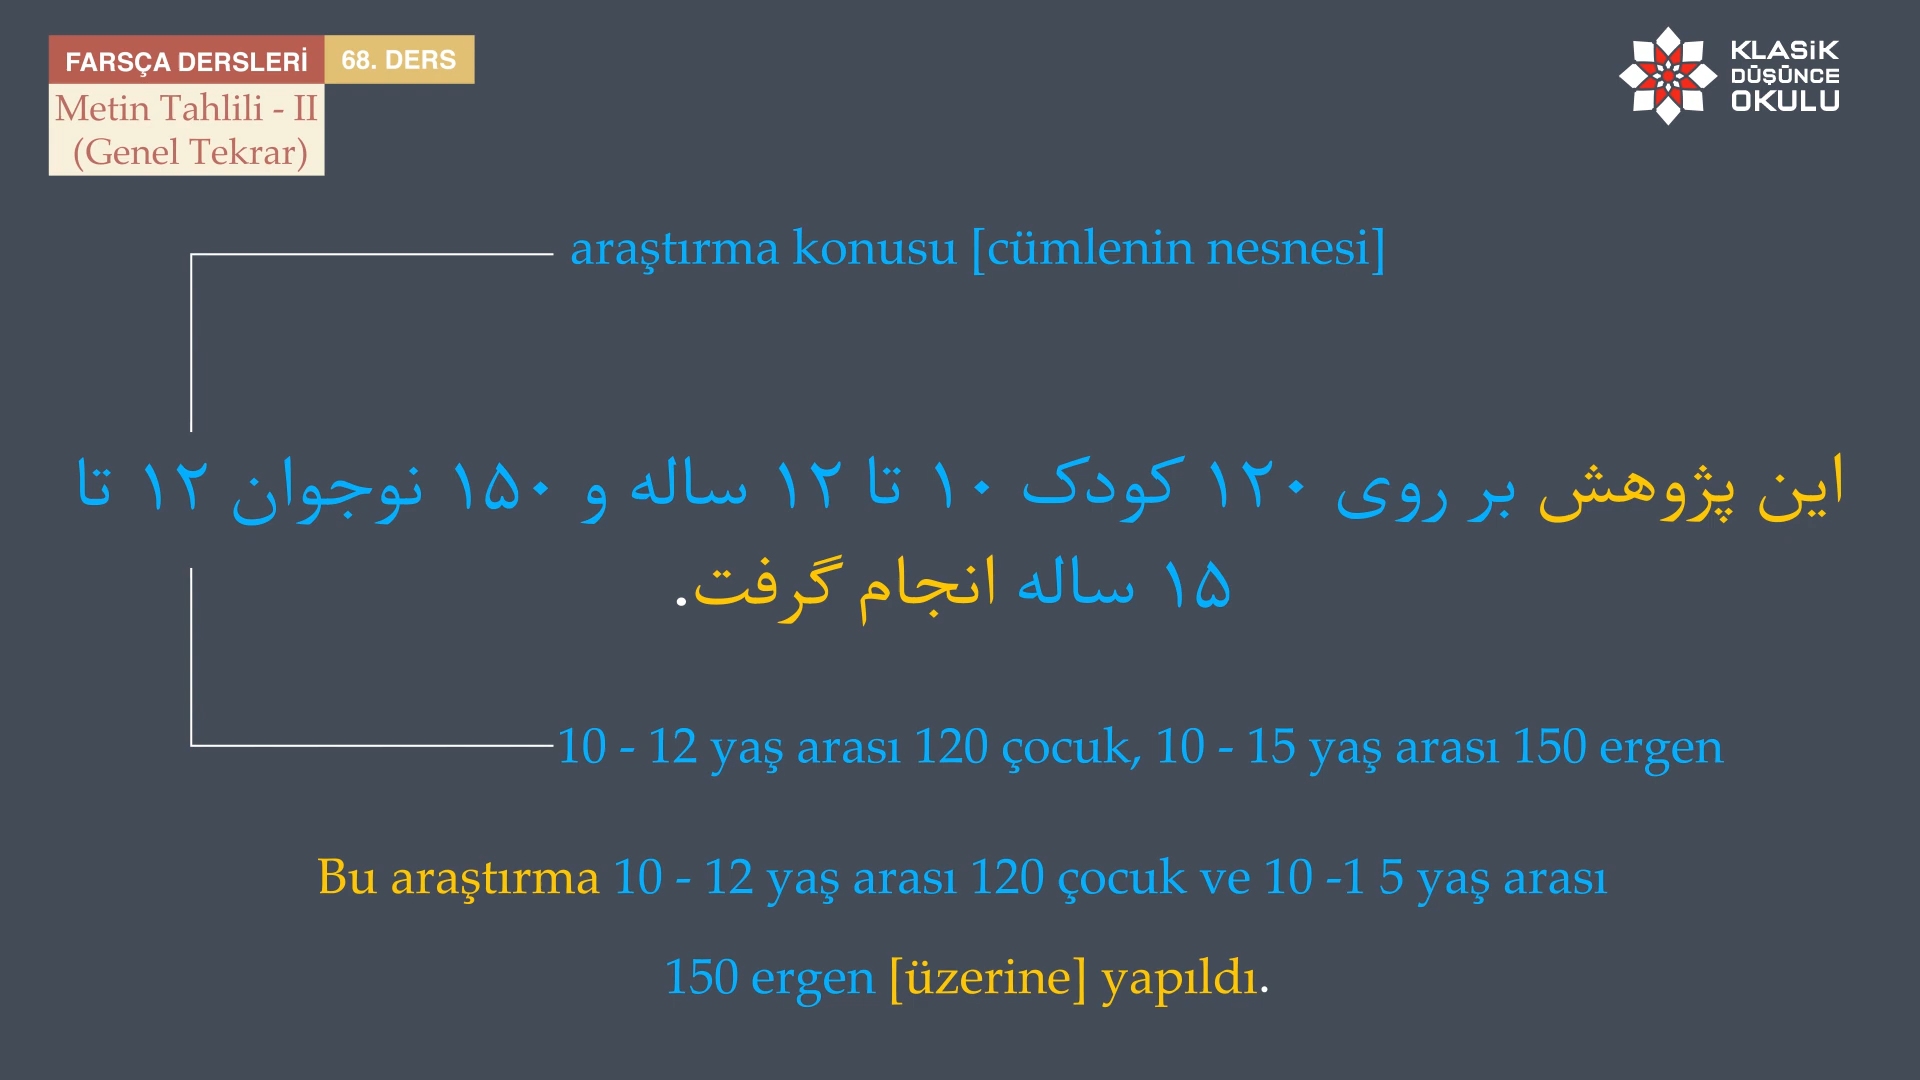 FARSÇA DERSLERİ
68. DERS
Metin Tahlili - II
(Genel Tekrar)
KLASiK
DÜŞÜNCE
OKULU
araştırma konusu [cümlenin nesnesi]
این پژوهش بر روی ۱۲۰ کودک ۱۰ تا ۱۲ ساله و ۱۵۰ نوجوان ۱۲ تا
۱۵ ساله انجام گرفت.
10 - 12 yaş arası 120 çocuk, 10 - 15 yaş arası 150 ergen
Bu araştırma 10 - 12 yaş arası 120 çocuk ve 10 -1 5 yaş arası
150 ergen [üzerine] yapıldı.